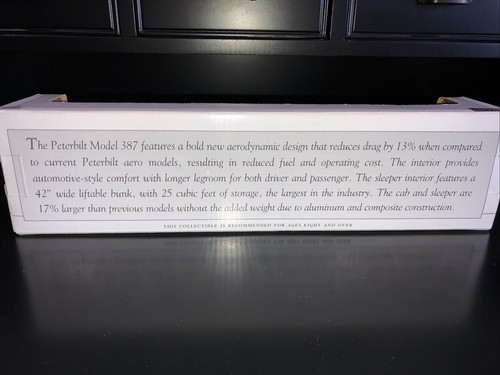 The Peterbilt Model 387 features a bold new aerodynamic design that reduces drag by 13% when compared
to current Peterbilt aero models, resulting in reduced fuel and operating cost. The interior provides
automotive-style comfort with longer legroom for both driver and passenger. The sleeper interior features a
42" wide liftable bunk, with 25 cubic feet of storage, the largest in the industry. The cab and sleeper are
17% larger than previous models without the added weight due to aluminum and composite construction.
THIS COLLECTIBLE IS RECOMMENDED FOR AGES EIGHT AND OVER